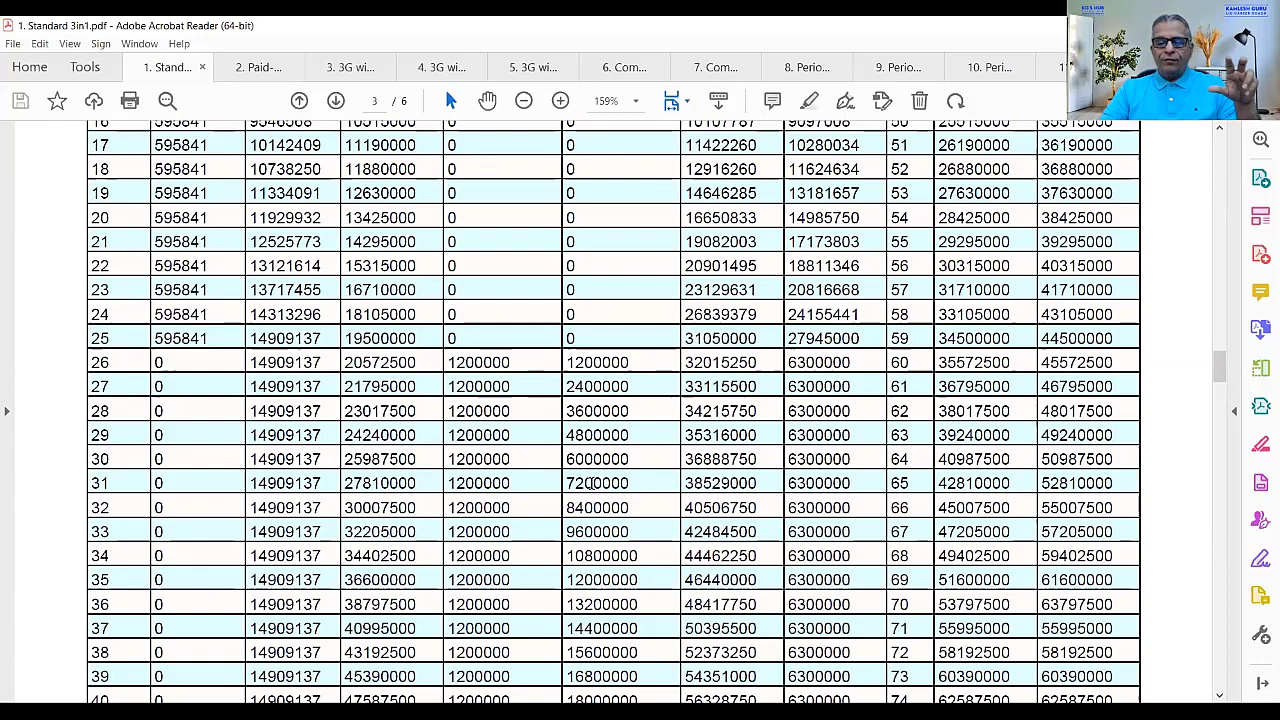 1. Standard 3in1.pdf - Adobe Acrobat Reader (64-bit)
File Edit View Sign Window Help
Home Tools 1. Stand... × 2. Paid-... 3. 3G wi... 4. 3G wi... 5. 3G wi... 6. Com... 7. Com... 8. Perio... 9. Perio... 10. Peri...
3 / 6 159%
KAMLESH GURU
17 595841 10142409 11190000 0 0 11422260 10280034 51 26190000 36190000
18 595841 10738250 11880000 0 0 12916260 11624634 52 26880000 36880000
19 595841 11334091 12630000 0 0 14646285 13181657 53 27630000 37630000
20 595841 11929932 13425000 0 0 16650833 14985750 54 28425000 38425000
21 595841 12525773 14295000 0 0 19082003 17173803 55 29295000 39295000
22 595841 13121614 15315000 0 0 20901495 18811346 56 30315000 40315000
23 595841 13717455 16710000 0 0 23129631 20816668 57 31710000 41710000
24 595841 14313296 18105000 0 0 26839379 24155441 58 33105000 43105000
25 595841 14909137 19500000 0 0 31050000 27945000 59 34500000 44500000
26 0 14909137 20572500 1200000 1200000 32015250 6300000 60 35572500 45572500
27 0 14909137 21795000 1200000 2400000 33115500 6300000 61 36795000 46795000
28 0 14909137 23017500 1200000 3600000 34215750 6300000 62 38017500 48017500
29 0 14909137 24240000 1200000 4800000 35316000 6300000 63 39240000 49240000
30 0 14909137 25987500 1200000 6000000 36888750 6300000 64 40987500 50987500
31 0 14909137 27810000 1200000 7200000 38529000 6300000 65 42810000 52810000
32 0 14909137 30007500 1200000 8400000 40506750 6300000 66 45007500 55007500
33 0 14909137 32205000 1200000 9600000 42484500 6300000 67 47205000 57205000
34 0 14909137 34402500 1200000 10800000 44462250 6300000 68 49402500 59402500
35 0 14909137 36600000 1200000 12000000 46440000 6300000 69 51600000 61600000
36 0 14909137 38797500 1200000 13200000 48417750 6300000 70 53797500 63797500
37 0 14909137 40995000 1200000 14400000 50395500 6300000 71 55995000 55995000
38 0 14909137 43192500 1200000 15600000 52373250 6300000 72 58192500 58192500
39 0 14909137 45390000 1200000 16800000 54351000 6300000 73 60390000 60390000
40 0 14909137 47587500 1200000 18000000 56328750 6300000 74 62587500 62587500